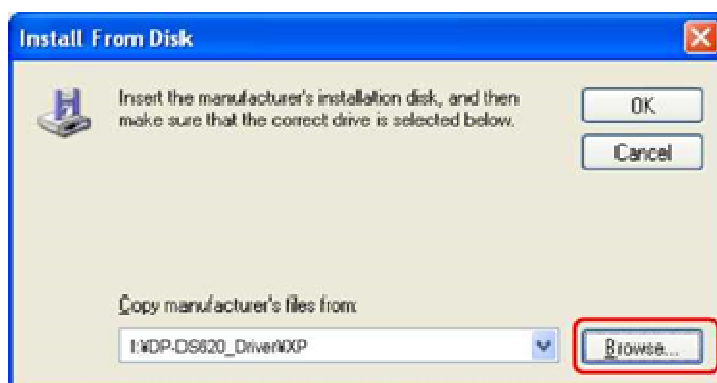 Install From Disk
Insert the manufacturer's installation disk, and then
make sure that the correct drive is selected below.
OK
Cancel
Copy manufacturer's files from:
I:¥DP-DS620_Driver¥XP
Browse...